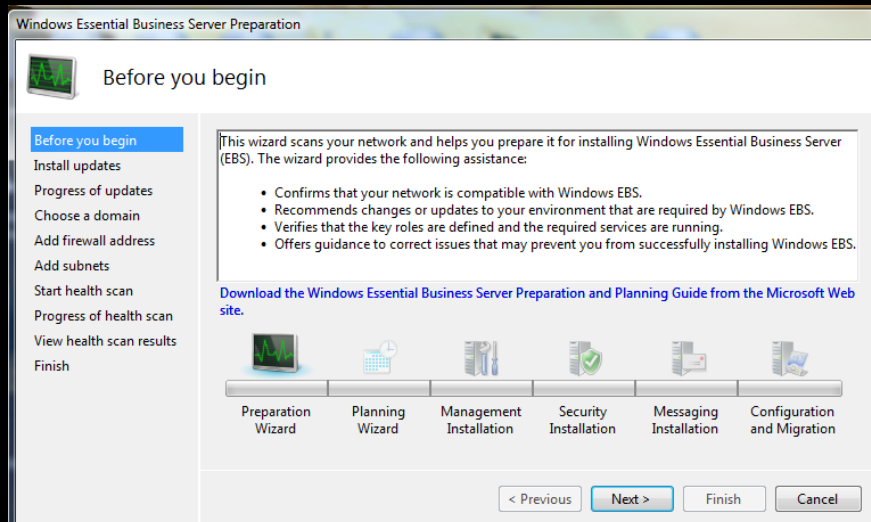 Windows Essential Business Server Preparation
Before you begin
Before you begin
Install updates
Progress of updates
Choose a domain
Add firewall address
Add subnets
Start health scan
Progress of health scan
View health scan results
Finish
This wizard scans your network and helps you prepare it for installing Windows Essential Business Server
(EBS). The wizard provides the following assistance:
• Confirms that your network is compatible with Windows EBS.
• Recommends changes or updates to your environment that are required by Windows EBS.
• Verifies that the key roles are defined and the required services are running.
• Offers guidance to correct issues that may prevent you from successfully installing Windows EBS.
Download the Windows Essential Business Server Preparation and Planning Guide from the Microsoft Web
site.
Preparation
Wizard
Planning
Wizard
Management
Installation
Security
Installation
Messaging
Installation
Configuration
and Migration
< Previous
Next >
Finish
Cancel